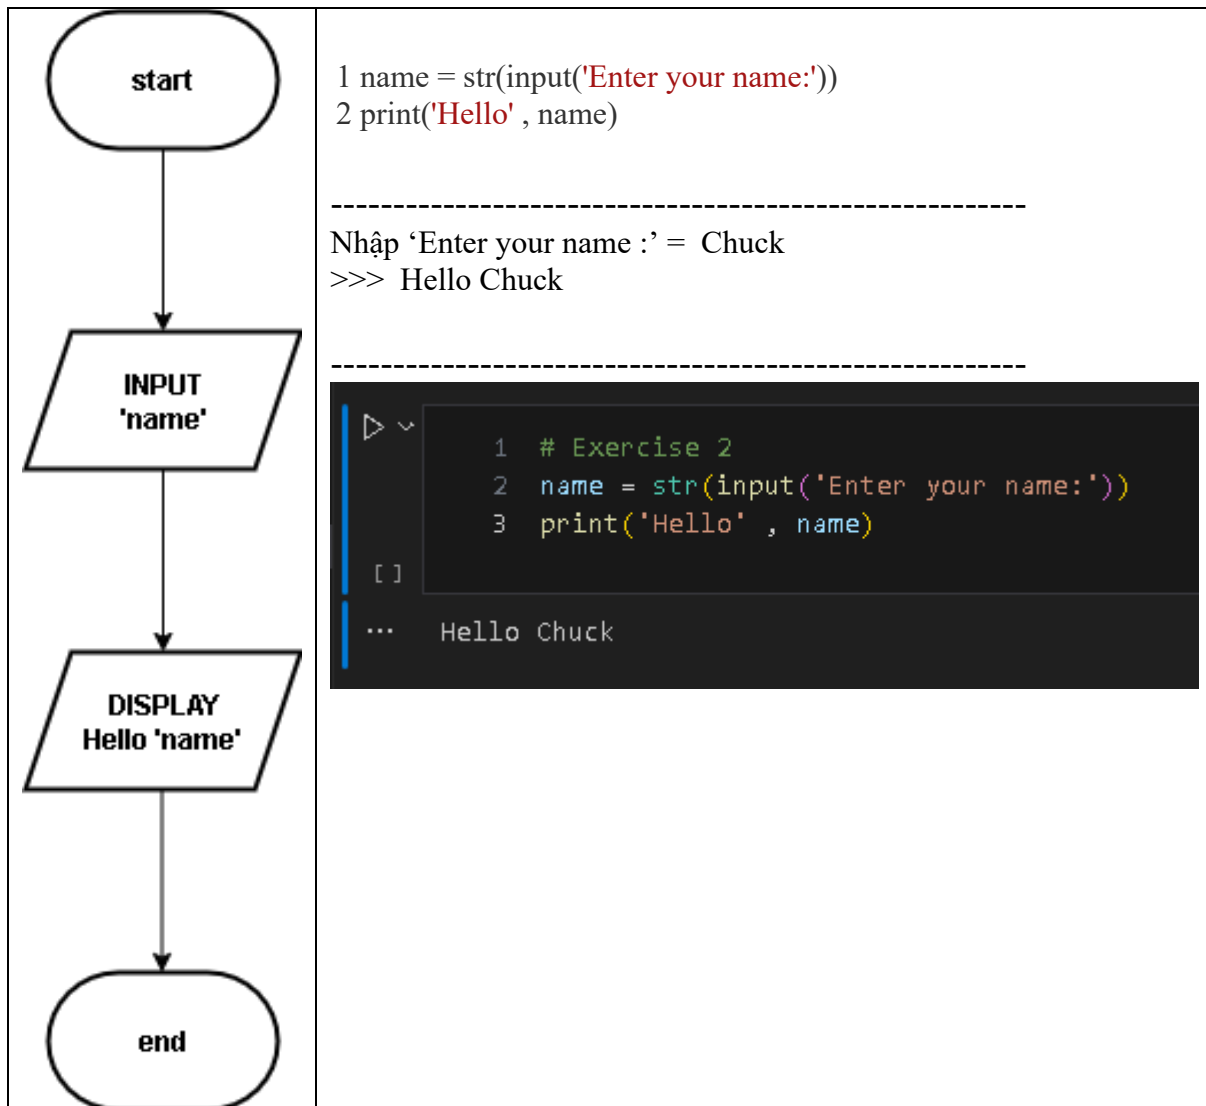 start
INPUT
'name'
DISPLAY
Hello 'name'
end
1 name = str(input('Enter your name:'))
2 print('Hello' , name)
--------------------------------------------------------
Nhập ‘Enter your name :’ =  Chuck
>>>  Hello Chuck
--------------------------------------------------------
1 # Exercise 2
2 name = str(input('Enter your name:'))
3 print('Hello' , name)
[ ]
... Hello Chuck